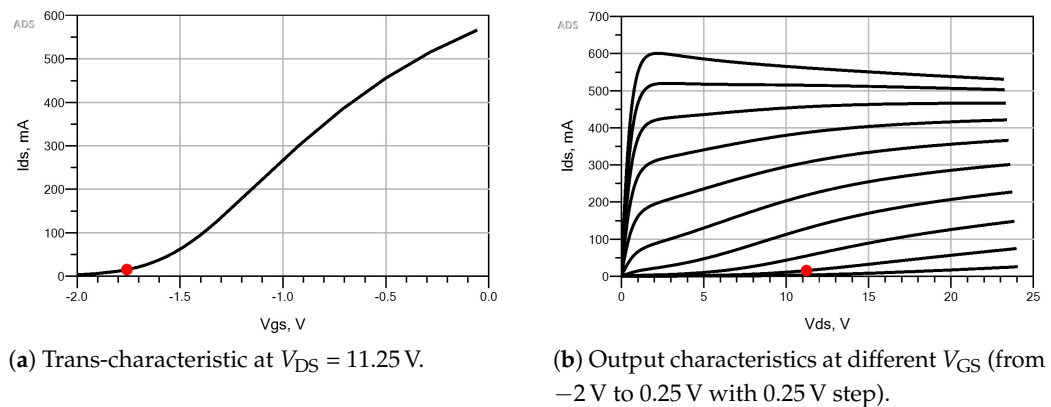 ADS
600
500
400
300
200
100
0
Ids, mA
-2.0 -1.5 -1.0 -0.5 0.0
Vgs, V
(a) Trans-characteristic at VDS = 11.25 V.
ADS
700
600
500
400
300
200
100
0
Ids, mA
0 5 10 15 20 25
Vds, V
(b) Output characteristics at different VGS (from
−2 V to 0.25 V with 0.25 V step).